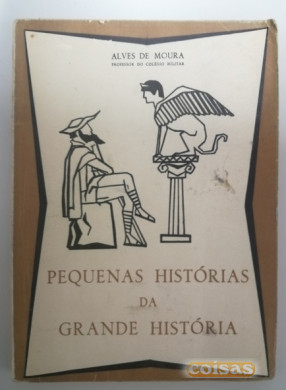 ALVES DE MOURA
PROFESSOR DO COLÉGIO MILITAR
PEQUENAS HISTÓRIAS
DA
GRANDE HISTÓRIA
coisas